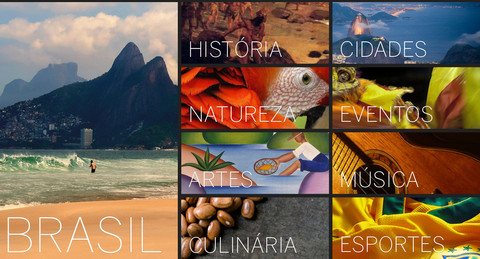 BRASIL
HISTÓRIA
CIDADES
NATUREZA
EVENTOS
ARTES
MÚSICA
CULINÁRIA
ESPORTES